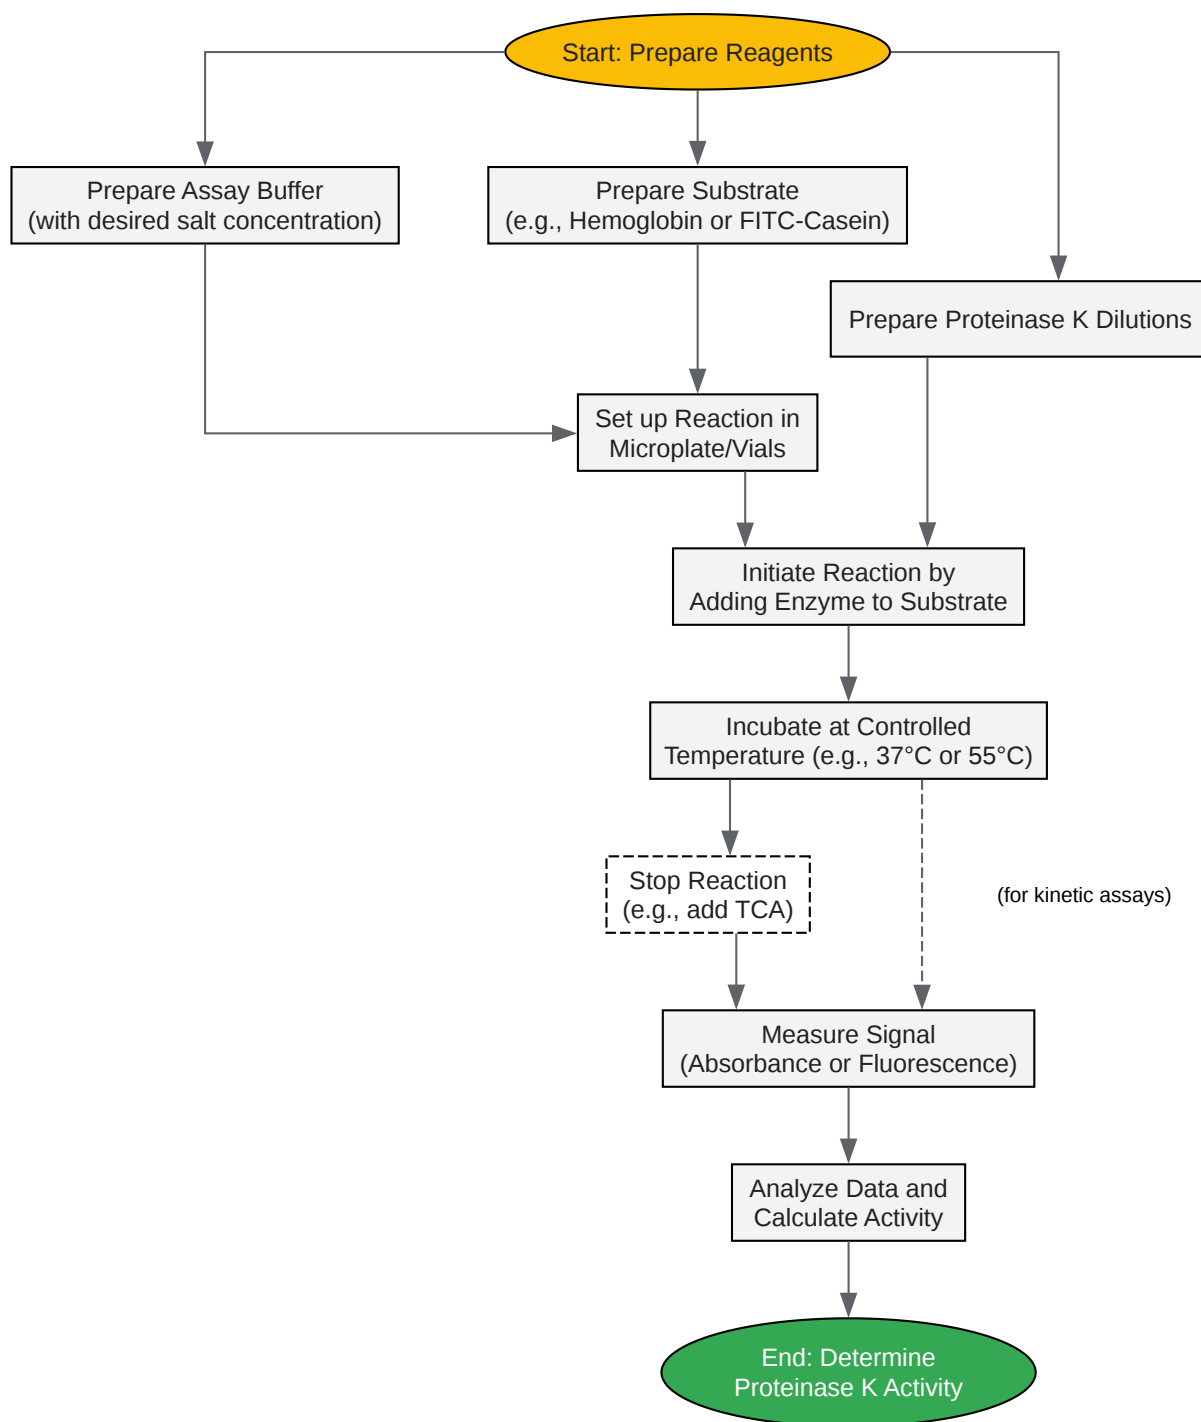 Start: Prepare Reagents
Prepare Assay Buffer
(with desired salt concentration)
Prepare Substrate
(e.g., Hemoglobin or FITC-Casein)
Prepare Proteinase K Dilutions
Set up Reaction in
Microplate/Vials
Initiate Reaction by
Adding Enzyme to Substrate
Incubate at Controlled
Temperature (e.g., 37°C or 55°C)
Stop Reaction
(e.g., add TCA)
(for kinetic assays)
Measure Signal
(Absorbance or Fluorescence)
Analyze Data and
Calculate Activity
End: Determine
Proteinase K Activity